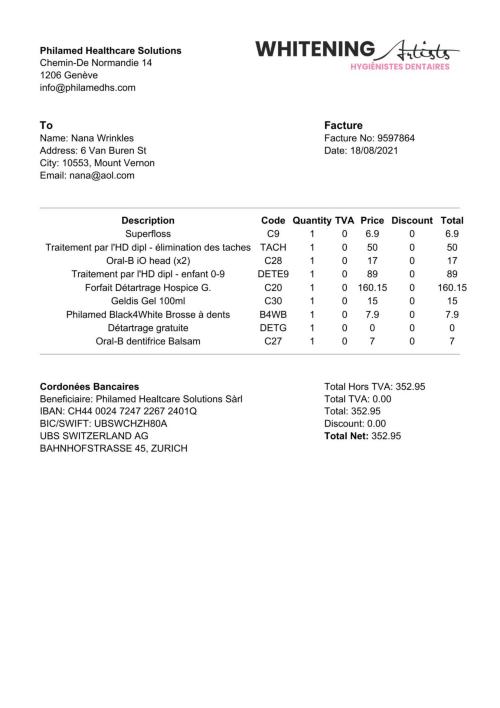 WHITENING Artists
HYGIÉNISTES DENTAIRES
Philamed Healthcare Solutions
Chemin-De Normandie 14
1206 Genève
info@philamedhs.com
To
Name: Nana Wrinkles
Address: 6 Van Buren St
City: 10553, Mount Vernon
Email: nana@aol.com
Facture
Facture No: 9597864
Date: 18/08/2021
Description Code Quantity TVA Price Discount Total
Superfloss C9 1 0 6.9 0 6.9
Traitement par l'HD dipl - élimination des taches TACH 1 0 50 0 50
Oral-B iO head (x2) C28 1 0 17 0 17
Traitement par l'HD dipl - enfant 0-9 DETE9 1 0 89 0 89
Forfait Détartrage Hospice G. C20 1 0 160.15 0 160.15
Geldis Gel 100ml C30 1 0 15 0 15
Philamed Black4White Brosse à dents B4WB 1 0 7.9 0 7.9
Détartrage gratuite DETG 1 0 0 0 0
Oral-B dentifrice Balsam C27 1 0 7 0 7
Cordonées Bancaires
Beneficiaire: Philamed Healtcare Solutions Sàrl
IBAN: CH44 0024 7247 2267 2401Q
BIC/SWIFT: UBSWCHZH80A
UBS SWITZERLAND AG
BAHNHOFSTRASSE 45, ZURICH
Total Hors TVA: 352.95
Total TVA: 0.00
Total: 352.95
Discount: 0.00
Total Net: 352.95